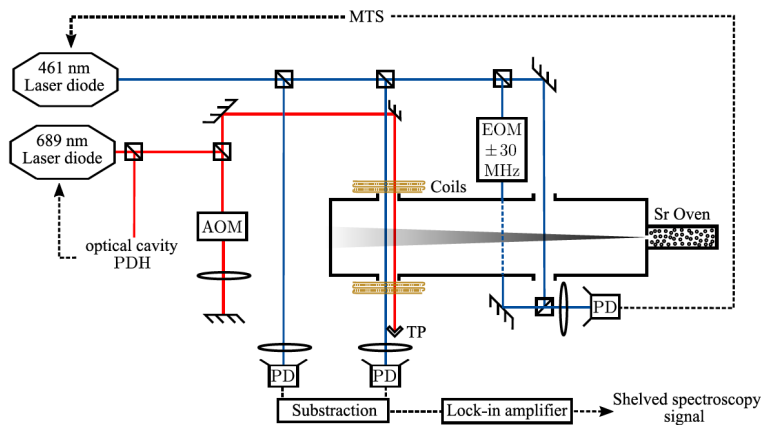 MTS
461 nm
Laser diode
689 nm
Laser diode
EOM
±30
MHz
Coils
Sr Oven
AOM
optical cavity
PDH
PD
TP
PD
PD
Substraction
Lock-in amplifier
Shelved spectroscopy
signal